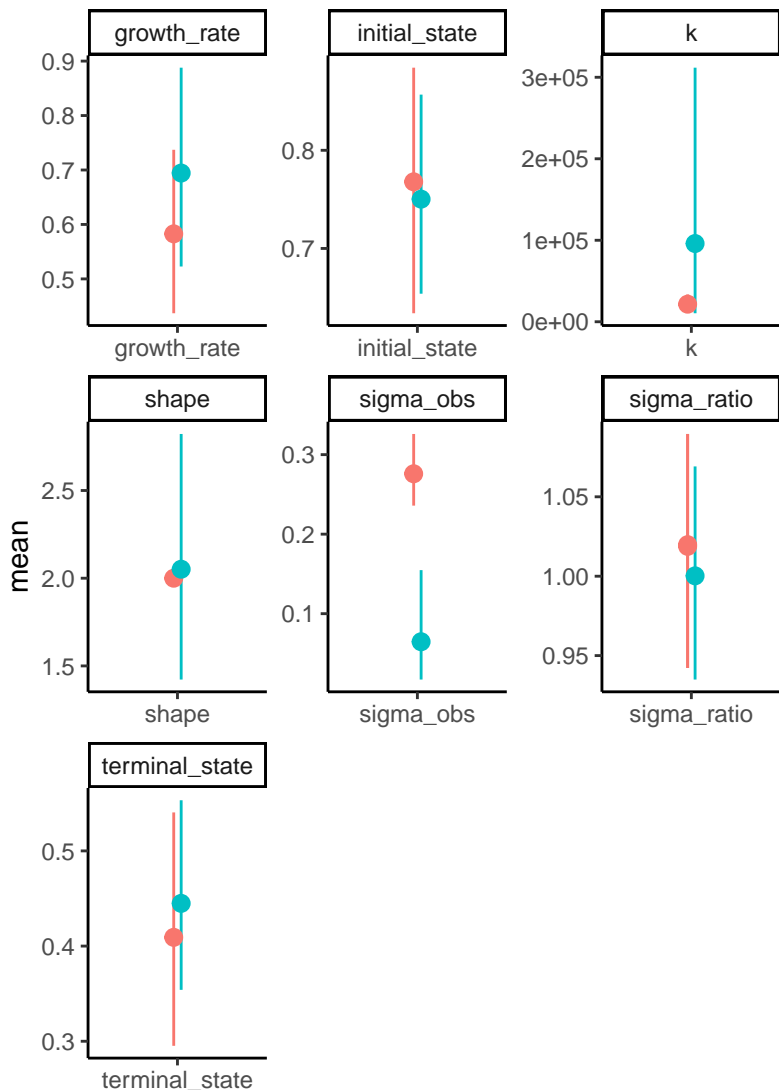 growth_rate
initial_state
k
0.9
0.8
0.7
0.6
0.5
0.8
0.7
3e+05
2e+05
1e+05
0e+00
growth_rate
initial_state
k
shape
sigma_obs
sigma_ratio
2.5
2.0
1.5
0.3
0.2
0.1
1.05
1.00
0.95
shape
sigma_obs
sigma_ratio
mean
terminal_state
0.5
0.4
0.3
terminal_state